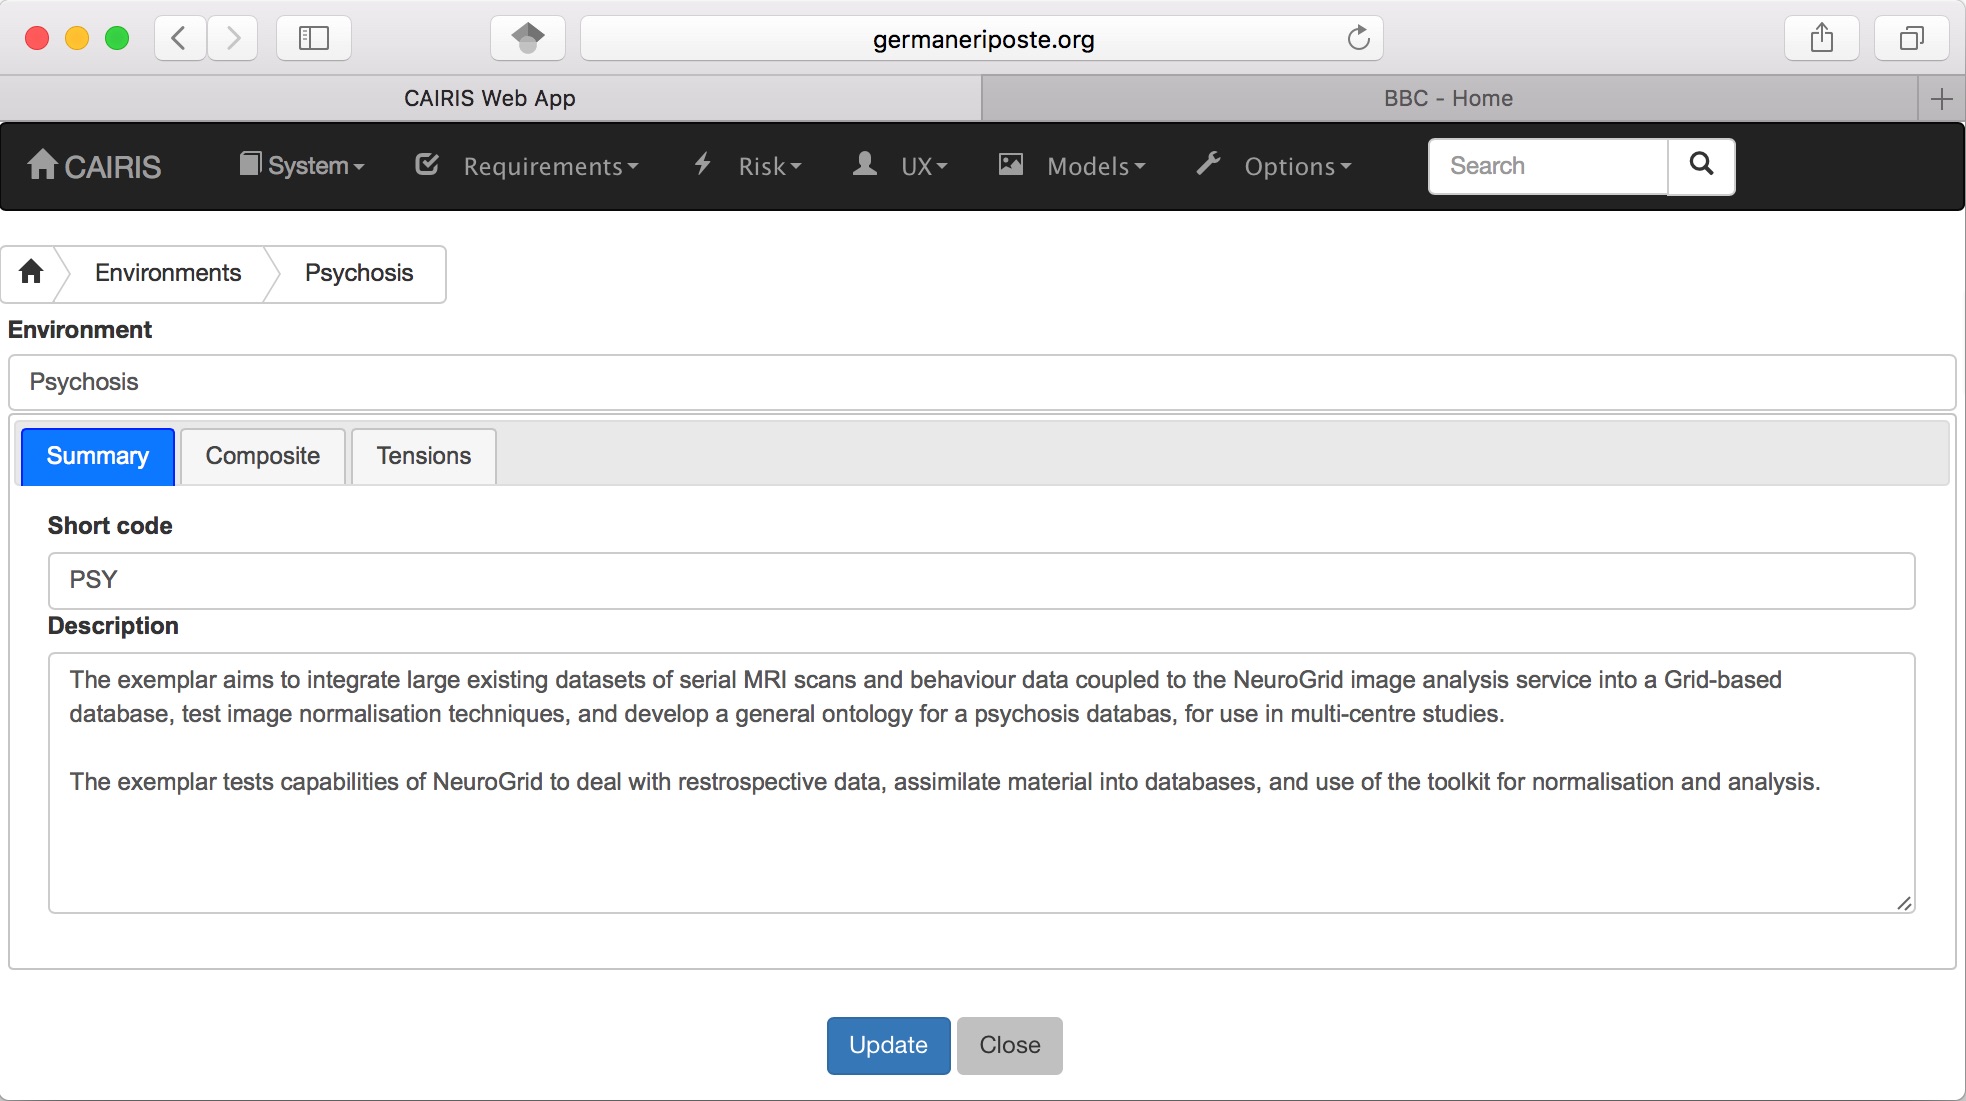 germaneriposte.org
CAIRIS Web App
BBC - Home
CAIRIS System Requirements Risk UX Models Options Search
Environments Psychosis
Environment
Psychosis
Summary Composite Tensions
Short code
PSY
Description
The exemplar aims to integrate large existing datasets of serial MRI scans and behaviour data coupled to the NeuroGrid image analysis service into a Grid-based
database, test image normalisation techniques, and develop a general ontology for a psychosis databas, for use in multi-centre studies.
The exemplar tests capabilities of NeuroGrid to deal with restrospective data, assimilate material into databases, and use of the toolkit for normalisation and analysis.
Update Close